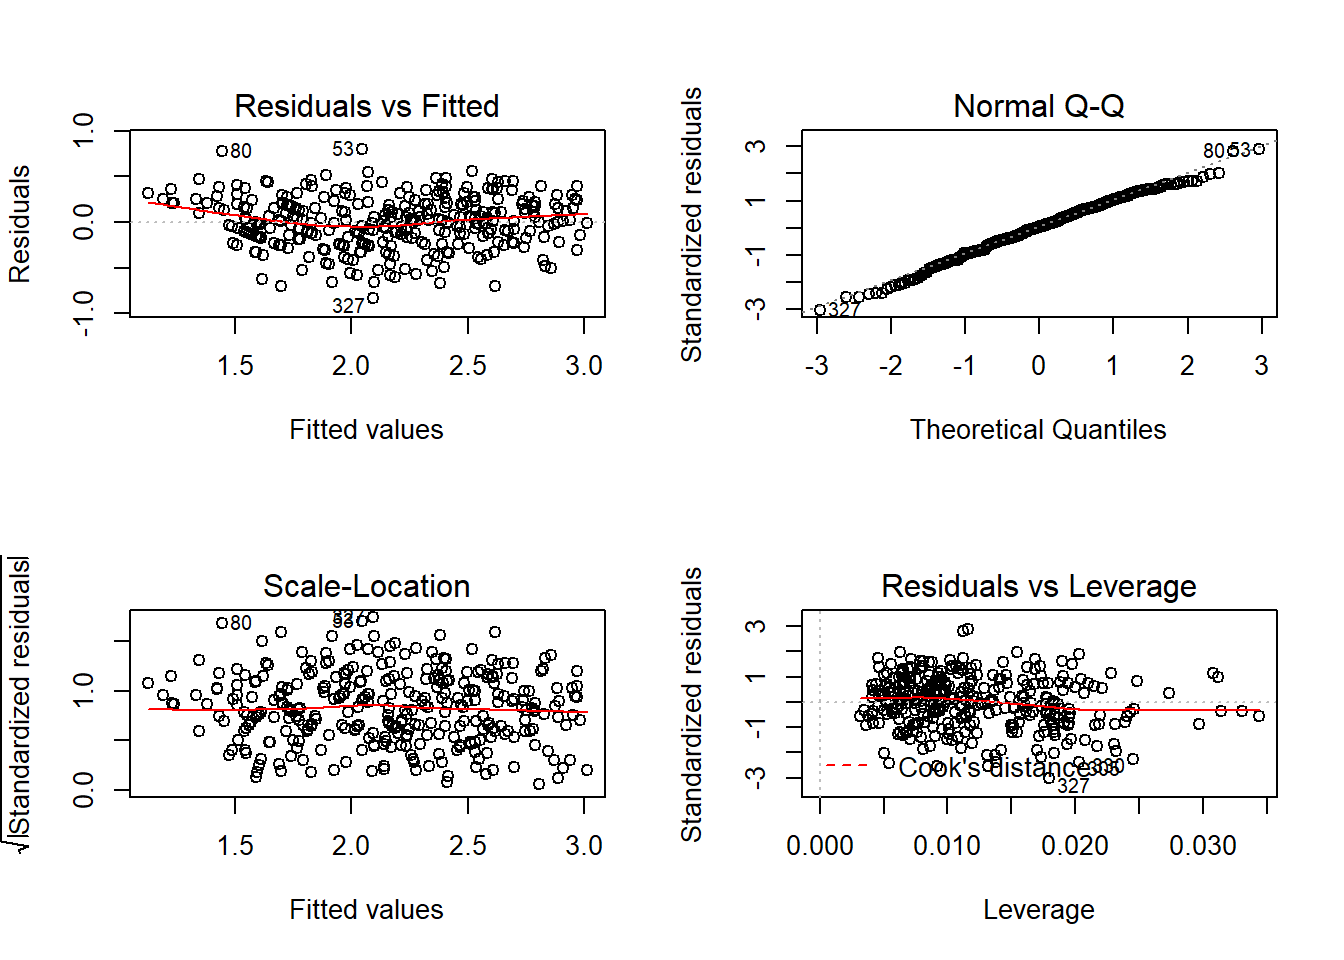 Residuals vs Fitted
Residuals
1.0
0.0
-1.0
80
53
327
1.5 2.0 2.5 3.0
Fitted values
Normal Q-Q
Standardized residuals
3
1
-1
-3
80
53
327
-3 -2 -1 0 1 2 3
Theoretical Quantiles
Scale-Location
√|Standardized residuals|
1.0
0.0
80
327
53
1.5 2.0 2.5 3.0
Fitted values
Residuals vs Leverage
Standardized residuals
3
1
-1
-3
Cook's distance
330
327
0.000 0.010 0.020 0.030
Leverage